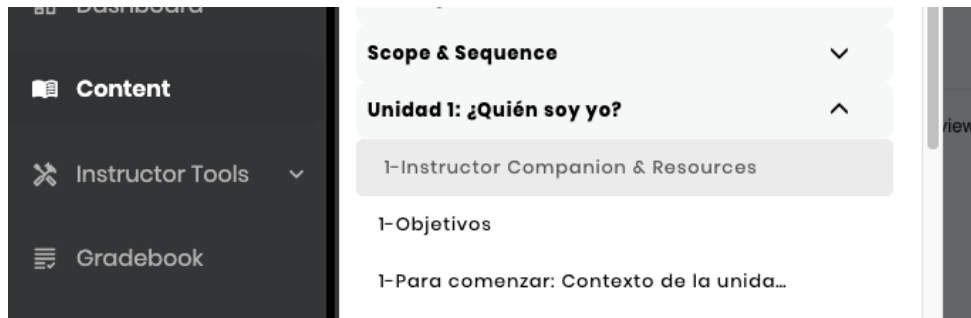 Dashboard
Content
Instructor Tools
Gradebook
Scope & Sequence
Unidad 1: ¿Quién soy yo?
1-Instructor Companion & Resources
1-Objetivos
1-Para comenzar: Contexto de la unida...